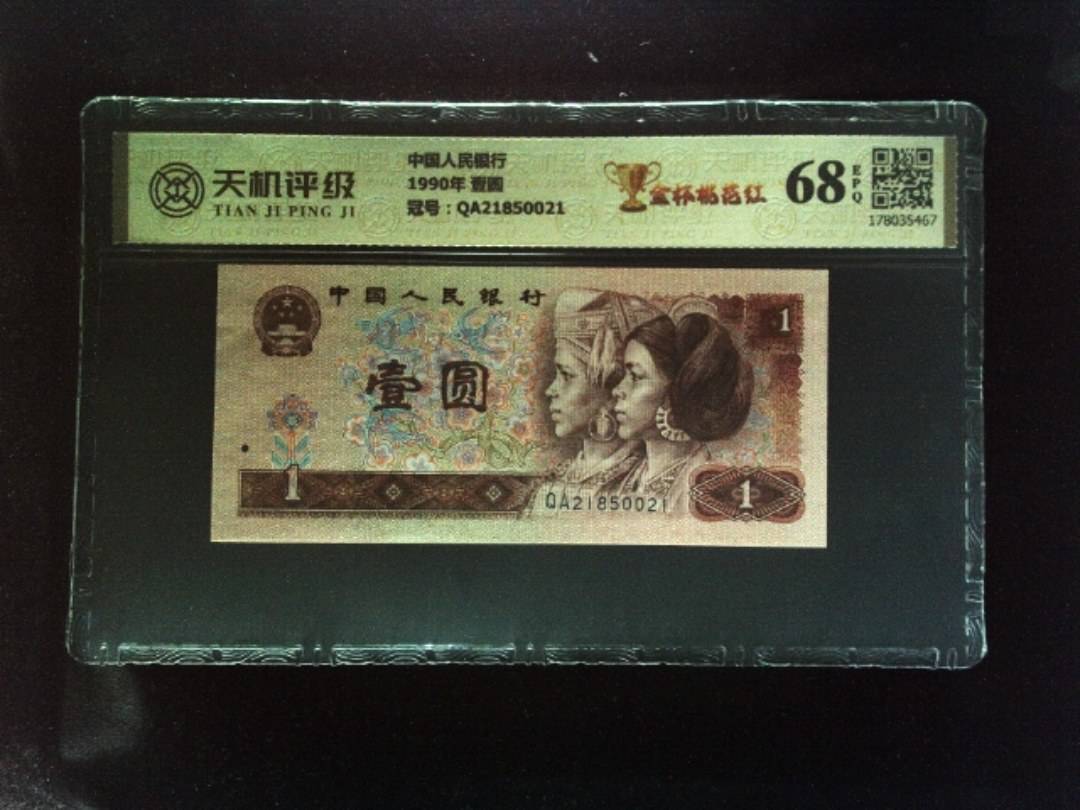 天机评级
TIAN JI PING JI
中国人民银行
1990年 壹圆
冠号：QA21850021
金杯桃花红
68
EPQ
178035467
中国人民银行
1
壹圆
1
QA21850021
1